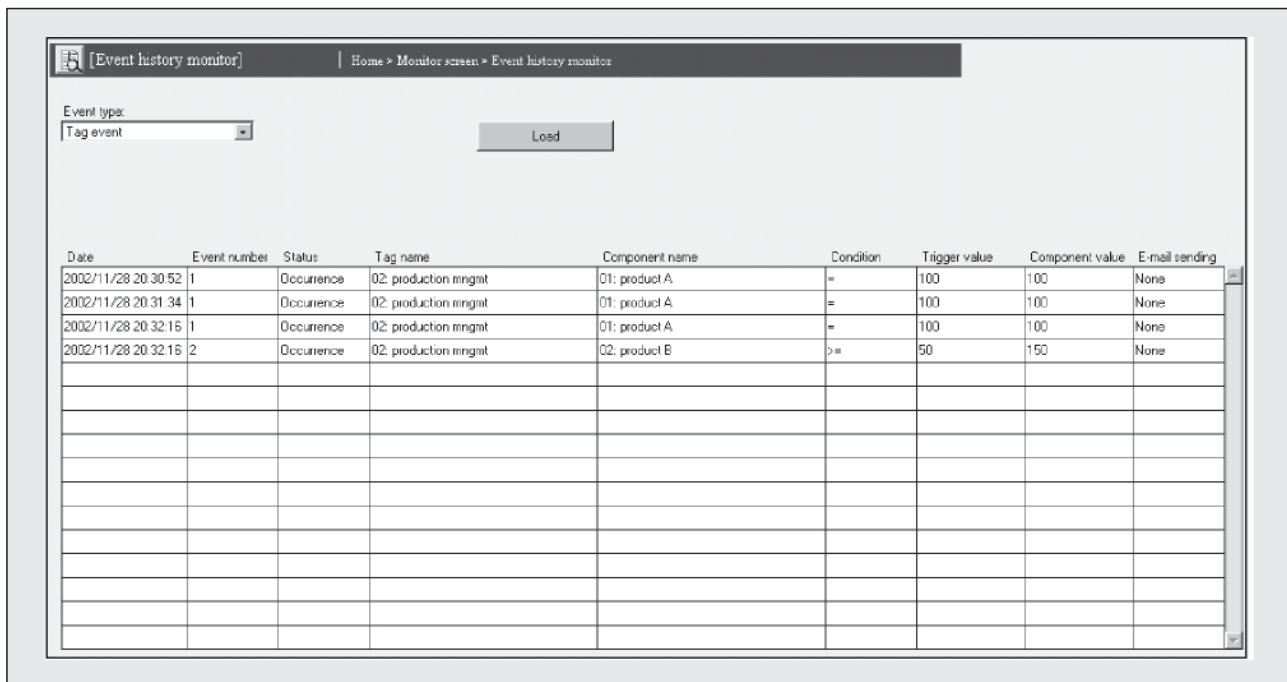 [Event history monitor] | Home > Monitor screen > Event history monitor
Event type:
Tag event
Load
Date Event number Status Tag name Component name Condition Trigger value Component value E-mail sending
2002/11/28 20:30:52 1 Occurrence 02: production mngmt 01: product A = 100 100 None
2002/11/28 20:31:34 1 Occurrence 02: production mngmt 01: product A = 100 100 None
2002/11/28 20:32:16 1 Occurrence 02: production mngmt 01: product A = 100 100 None
2002/11/28 20:32:16 2 Occurrence 02: production mngmt 02: product B >= 50 150 None